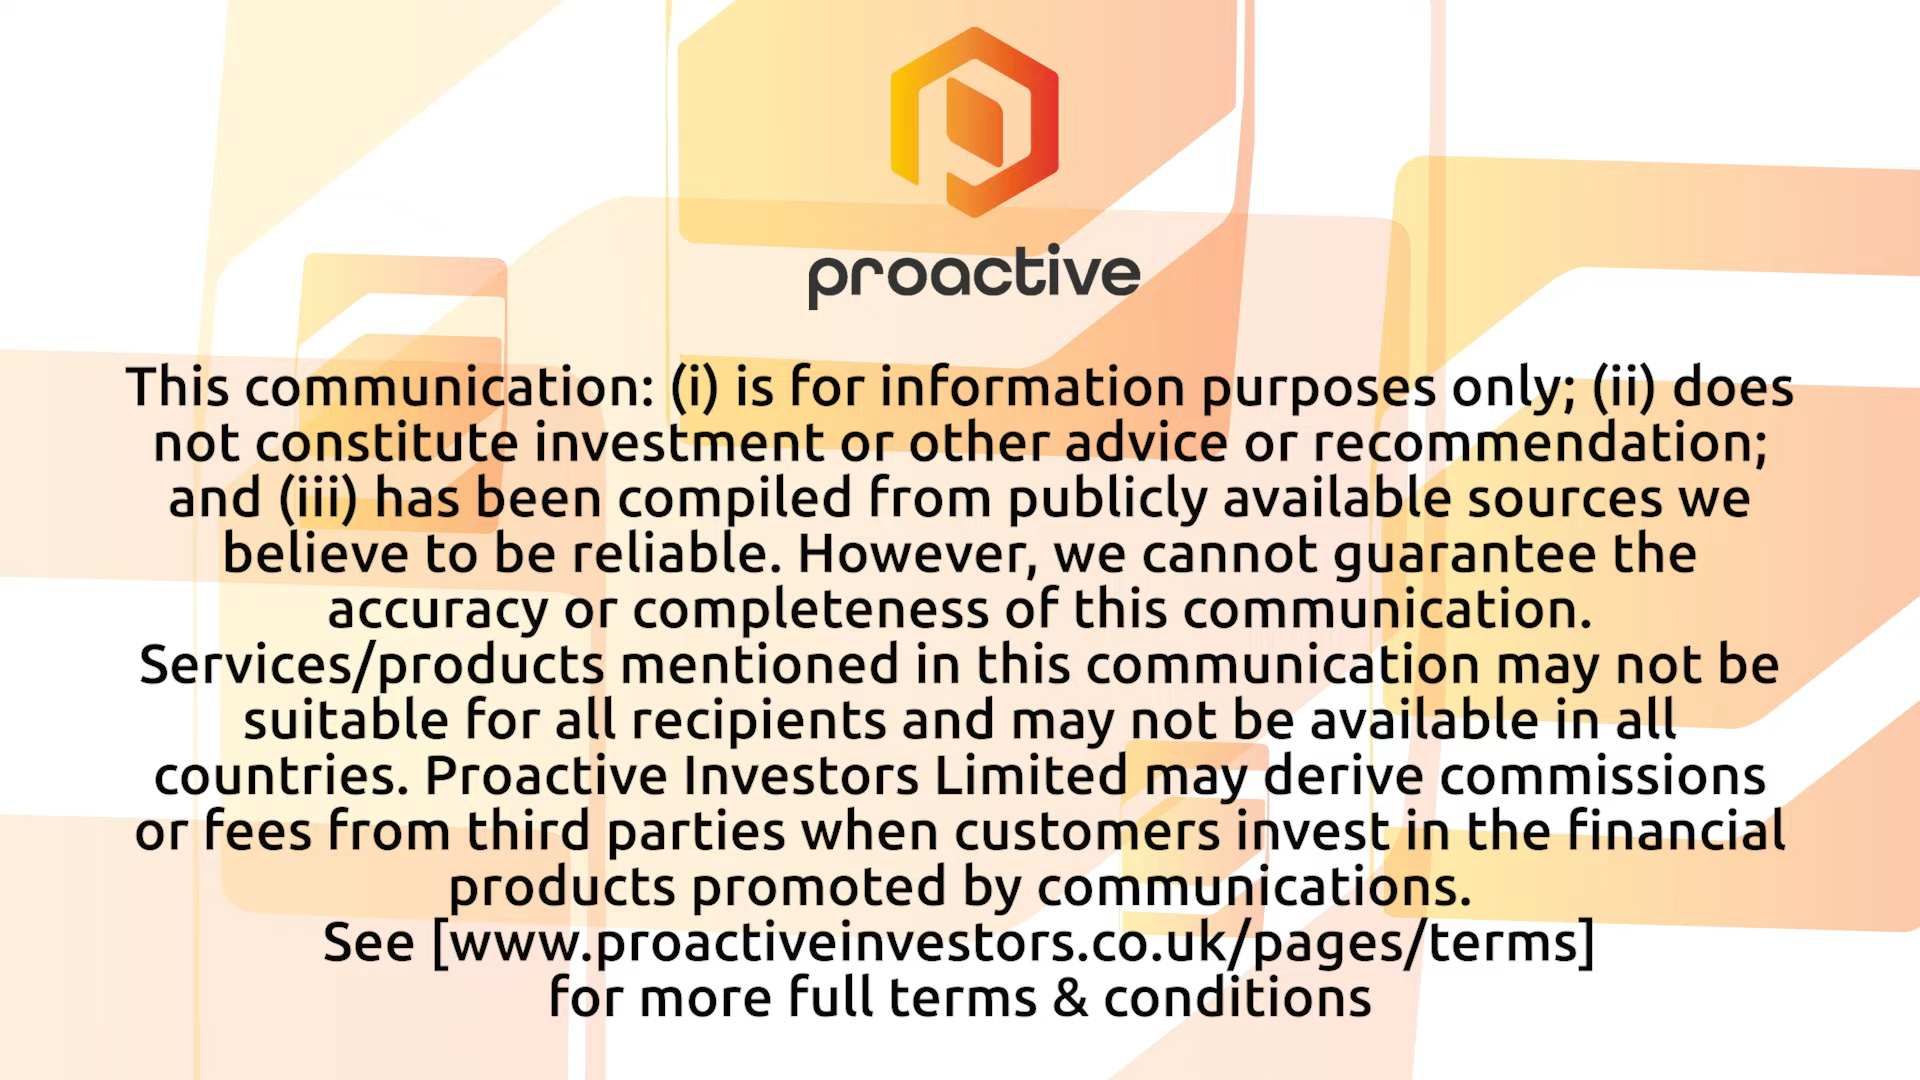 proactive
This communication: (i) is for information purposes only; (ii) does
not constitute investment or other advice or recommendation;
and (iii) has been compiled from publicly available sources we
believe to be reliable. However, we cannot guarantee the
accuracy or completeness of this communication.
Services/products mentioned in this communication may not be
suitable for all recipients and may not be available in all
countries. Proactive Investors Limited may derive commissions
or fees from third parties when customers invest in the financial
products promoted by communications.
See [www.proactiveinvestors.co.uk/pages/terms]
for more full terms & conditions